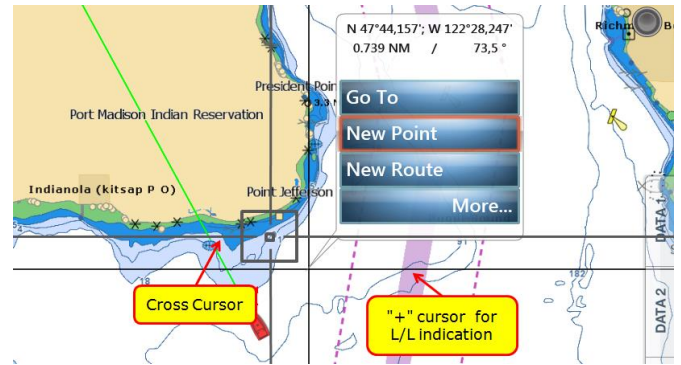 N 47°44,157'; W 122°28,247'
0.739 NM / 73,5 °
Go To
New Point
New Route
More...
President Poin
3.3
Port Madison Indian Reservation
Indianola (kitsap P O)
Point Jefferson
Cross Cursor
"+" cursor for
L/L indication
18
182
DATA 1
DATA 2